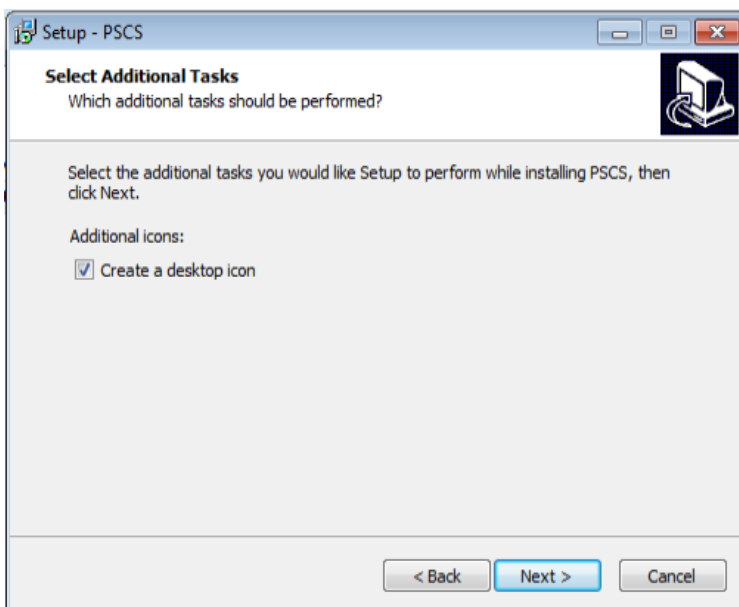 Setup - PSCS
Select Additional Tasks
Which additional tasks should be performed?
Select the additional tasks you would like Setup to perform while installing PSCS, then
click Next.
Additional icons:
Create a desktop icon
< Back
Next >
Cancel